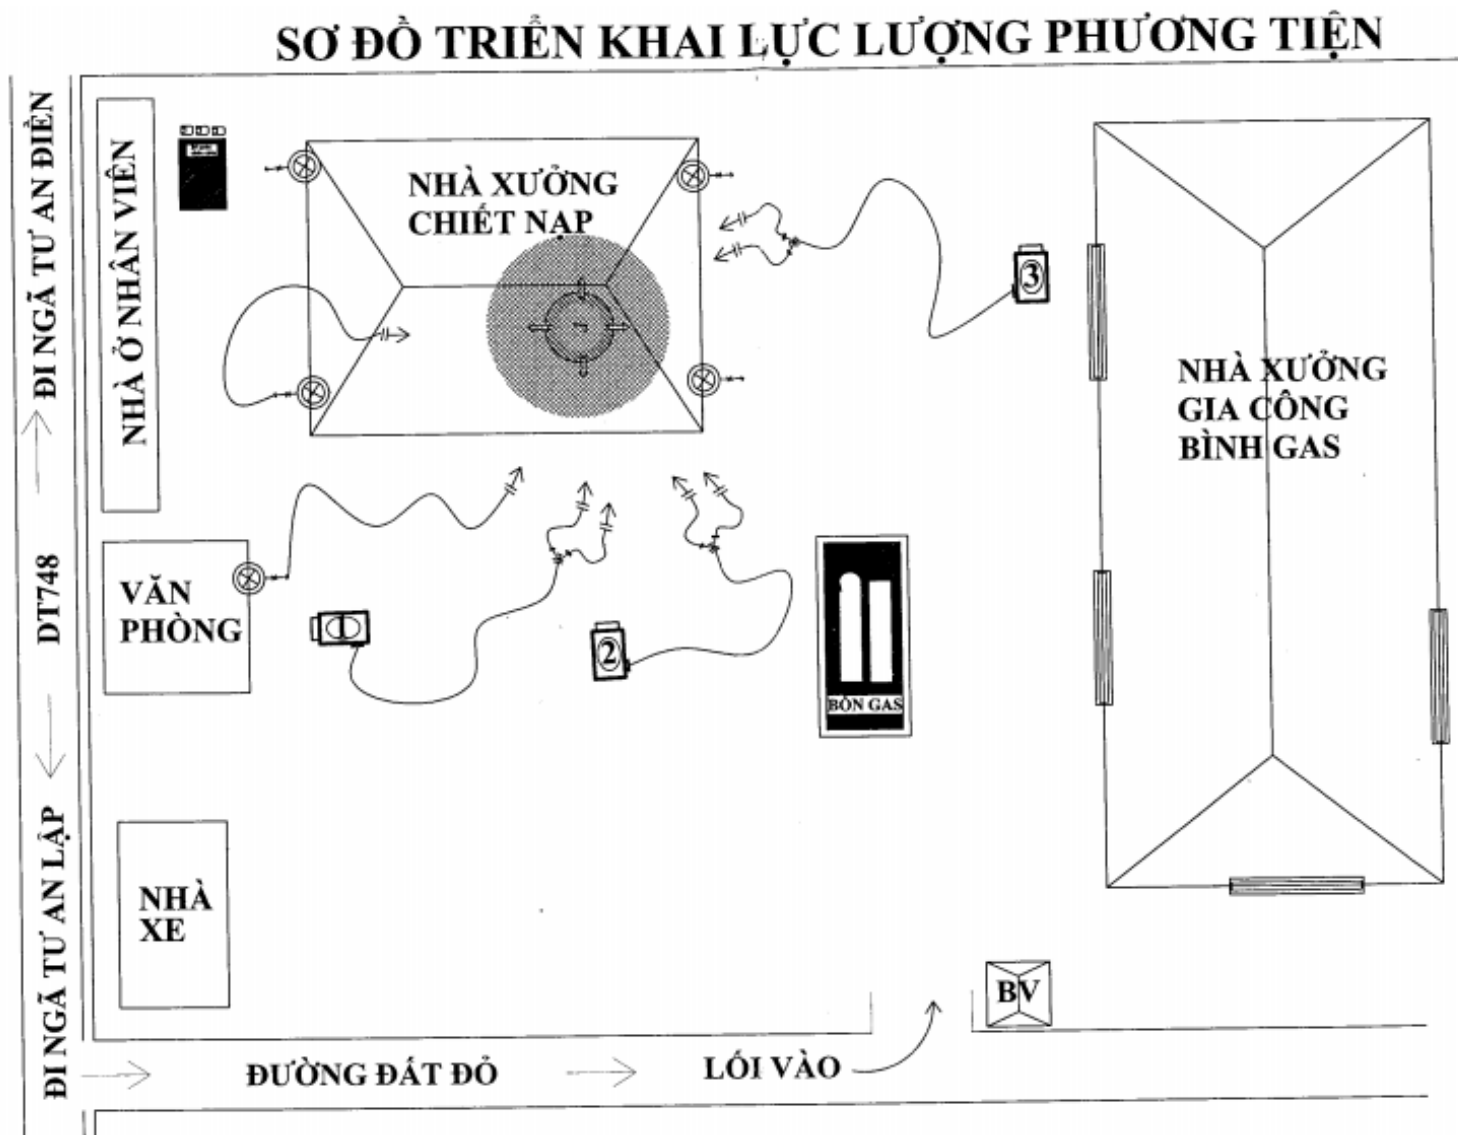 SƠ ĐỒ TRIỂN KHAI LỰC LƯỢNG PHƯƠNG TIỆN
ĐI NGÃ TƯ AN ĐIỀN
DT748
ĐI NGÃ TƯ AN LẬP
NHÀ Ở NHÂN VIÊN
NHÀ XƯỞNG
CHIẾT NẠP
3
NHÀ XƯỞNG
GIA CÔNG
BÌNH GAS
VĂN
PHÒNG
2
BỒN GAS
NHÀ
XE
BV
ĐƯỜNG ĐẤT ĐỎ
LỐI VÀO